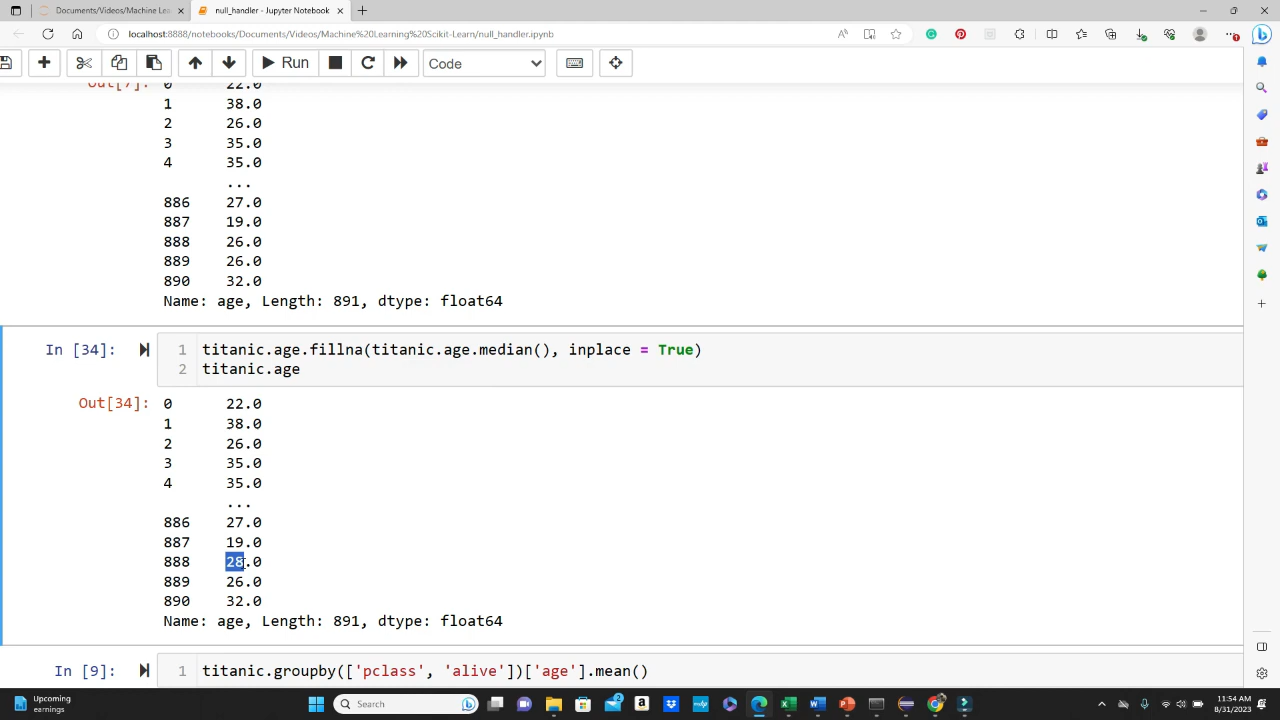 Documents/Videos/Machine Lea
null_handler - Jupyter Notebook
localhost:8888/notebooks/Documents/Videos/Machine%20Learning%20Scikit-Learn/null_handler.ipynb
Run
Code
Out[7]: 0 22.0
1 38.0
2 26.0
3 35.0
4 35.0
...
886 27.0
887 19.0
888 26.0
889 26.0
890 32.0
Name: age, Length: 891, dtype: float64
In [34]: 1 titanic.age.fillna(titanic.age.median(), inplace = True)
2 titanic.age
Out[34]: 0 22.0
1 38.0
2 26.0
3 35.0
4 35.0
...
886 27.0
887 19.0
888 28.0
889 26.0
890 32.0
Name: age, Length: 891, dtype: float64
In [9]: 1 titanic.groupby(['pclass', 'alive'])['age'].mean()
Upcoming
earnings
Search
11:54 AM
8/31/2023